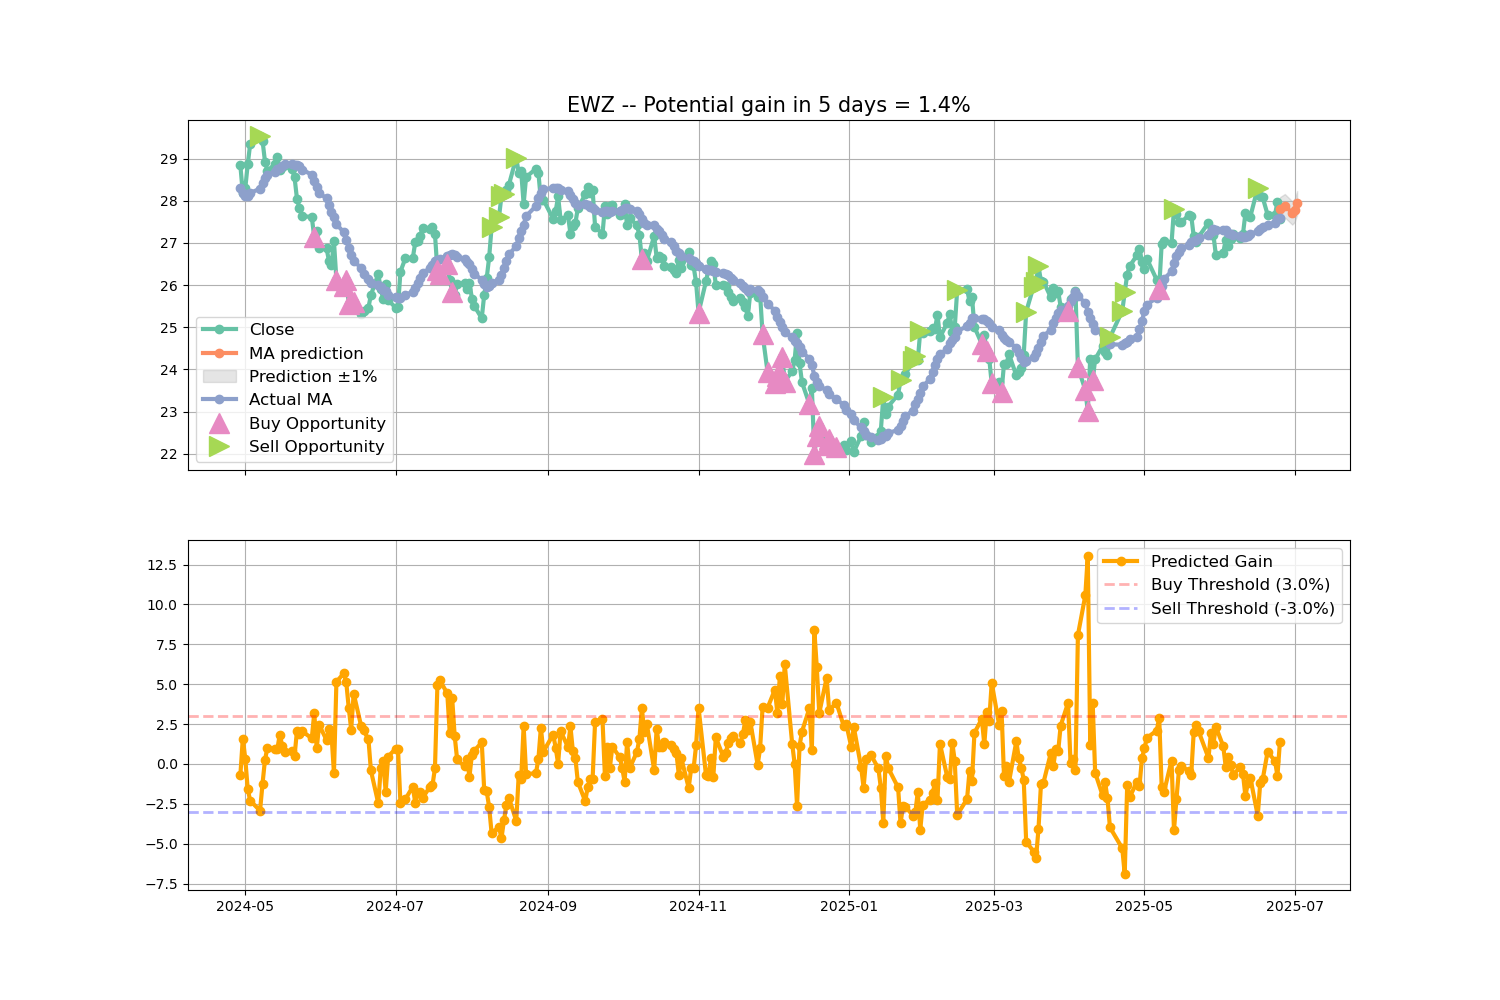 EWZ -- Potential gain in 5 days = 1.4%
29
28
27
26
25
24
23
22
Close
MA prediction
Prediction ±1%
Actual MA
Buy Opportunity
Sell Opportunity
12.5
10.0
7.5
5.0
2.5
0.0
−2.5
−5.0
−7.5
Predicted Gain
Buy Threshold (3.0%)
Sell Threshold (-3.0%)
2024-05 2024-07 2024-09 2024-11 2025-01 2025-03 2025-05 2025-07